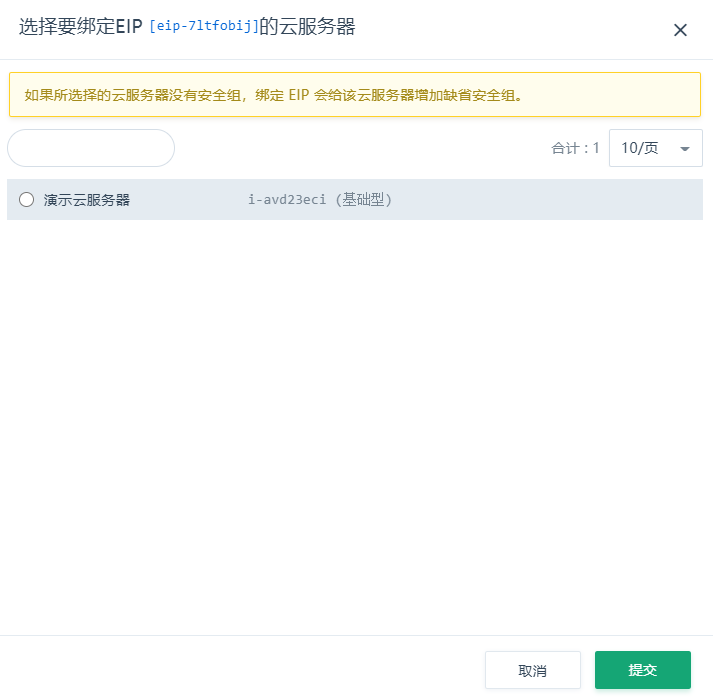 选择要绑定EIP [eip-7ltfobij]的云服务器
如果所选择的云服务器没有安全组，绑定 EIP 会给该云服务器增加缺省安全组。
合计：1 10/页
演示云服务器 i-avd23eci (基础型)
取消 提交